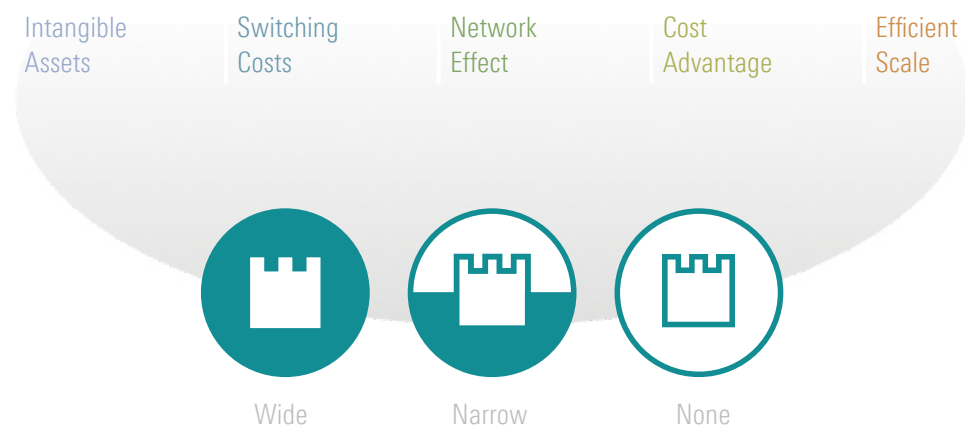 Intangible
Assets
Switching
Costs
Network
Effect
Cost
Advantage
Efficient
Scale
Wide
Narrow
None